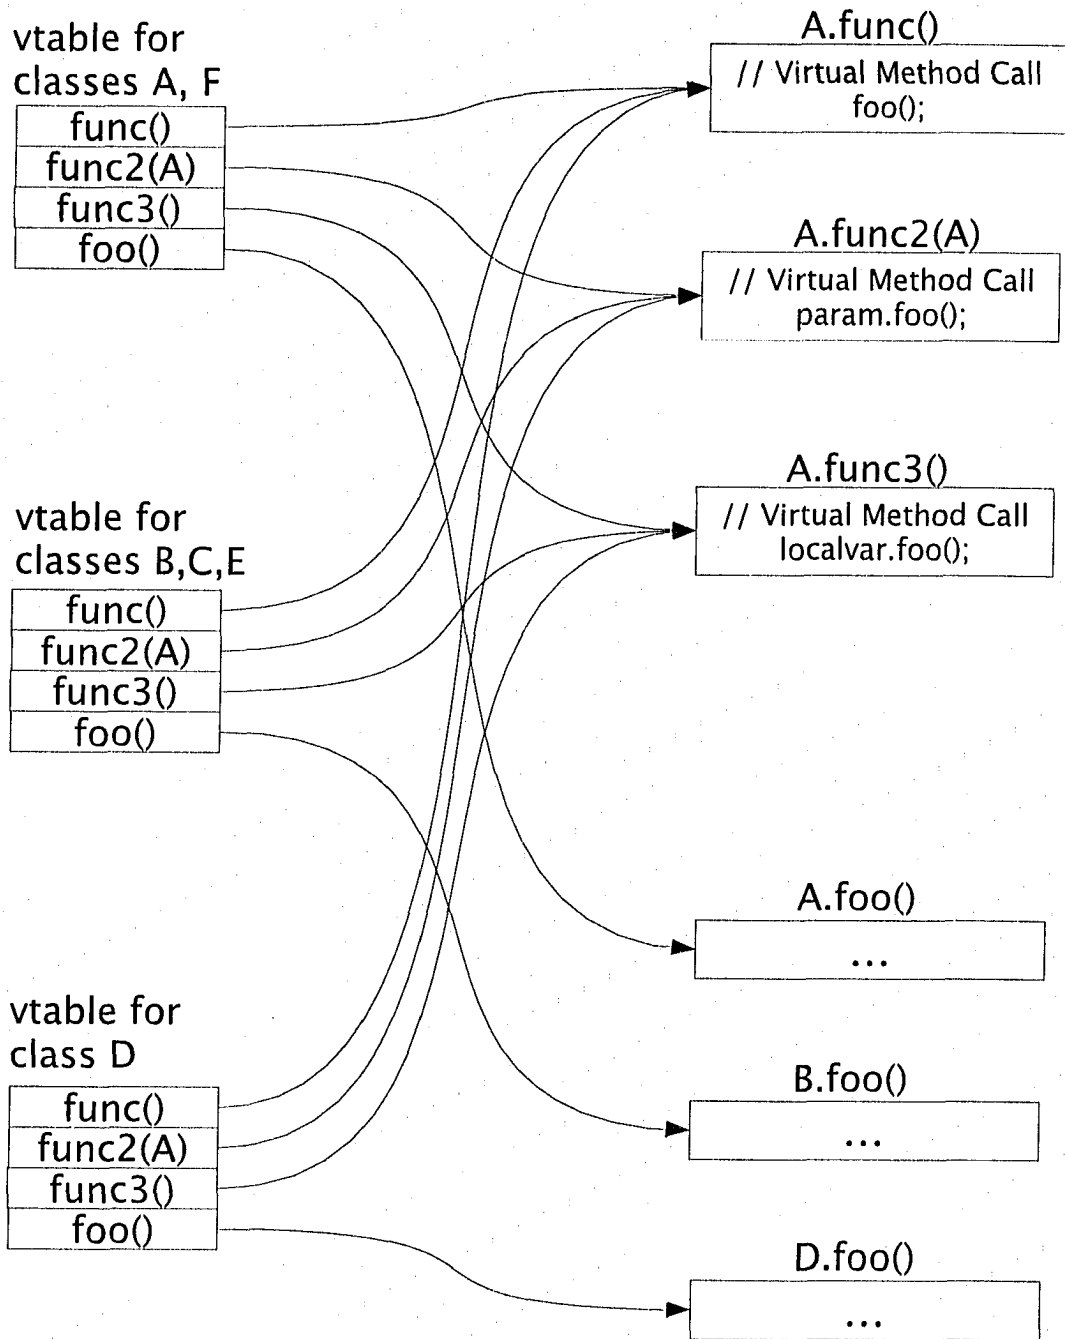 vtable for
classes A, F
func()
func2(A)
func3()
foo()
vtable for
classes B,C,E
func()
func2(A)
func3()
foo()
vtable for
class D
func()
func2(A)
func3()
foo()
A.func()
// Virtual Method Call
foo();
A.func2(A)
// Virtual Method Call
param.foo();
A.func3()
// Virtual Method Call
localvar.foo();
A.foo()
...
B.foo()
...
D.foo()
...